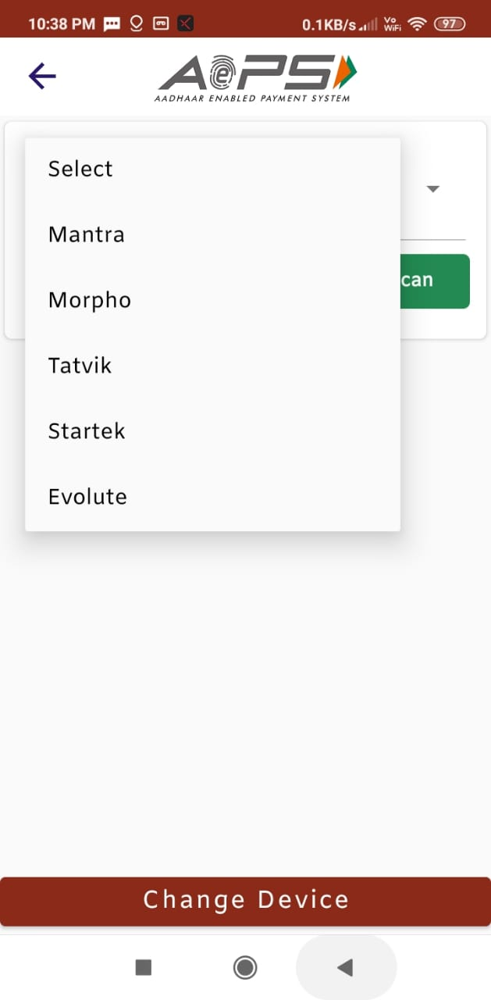 10:38 PM
0.1KB/s
Vo
WiFi
97
AePS
AADHAAR ENABLED PAYMENT SYSTEM
Select
Mantra
Morpho
can
Tatvik
Startek
Evolute
Change Device